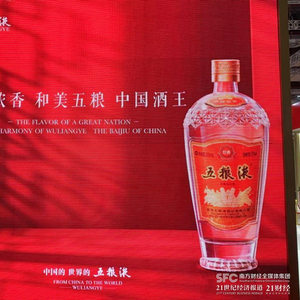 液
浓香 和美五粮 中国酒王
THE FLAVOR OF A GREAT NATION
HARMONY OF WULIANGYE THE BAIJIU OF CHINA
五粮液
中国的 世界的 五粮液
FROM CHINA TO THE WORLD
WULIANGYE
SFC 南方财经全媒体集团
21世纪经济报道 21财经